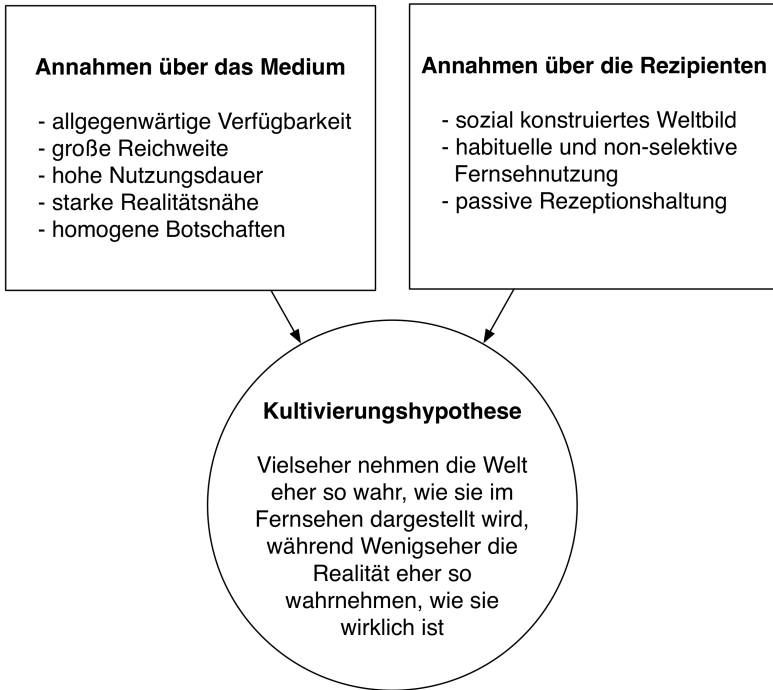 Annahmen über das Medium
- allgegenwärtige Verfügbarkeit
- große Reichweite
- hohe Nutzungsdauer
- starke Realitätsnähe
- homogene Botschaften
Annahmen über die Rezipienten
- sozial konstruiertes Weltbild
- habituelle und non-selektive
Fernsehnutzung
- passive Rezeptionshaltung
Kultivierungshypothese
Vielseher nehmen die Welt
eher so wahr, wie sie im
Fernsehen dargestellt wird,
während Wenigseher die
Realität eher so
wahrnehmen, wie sie
wirklich ist